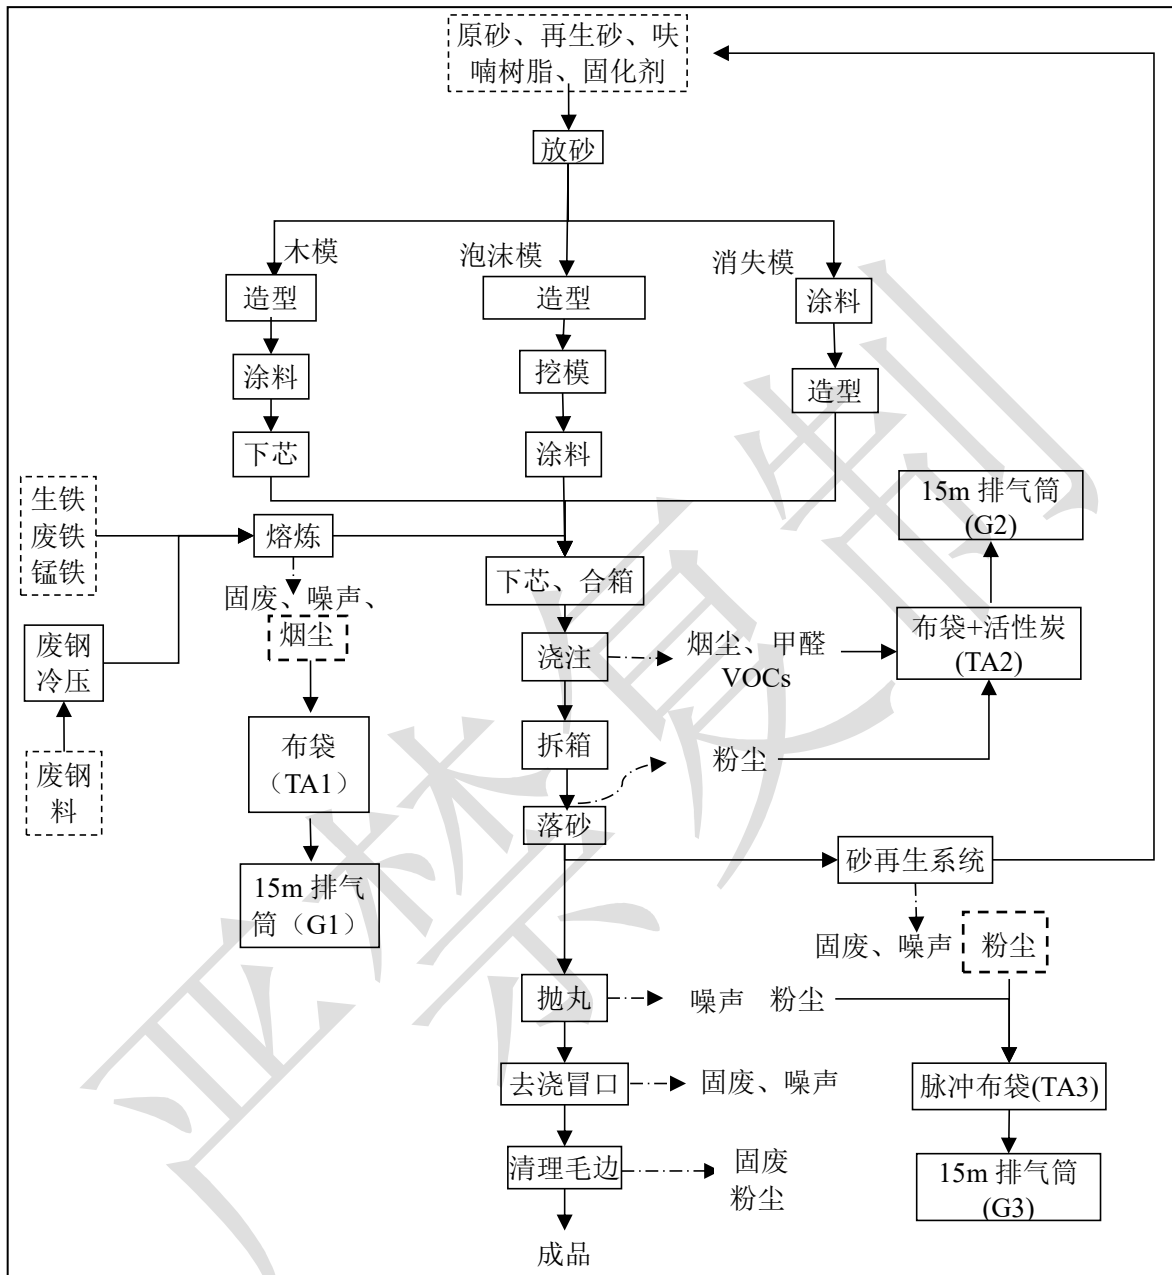 原砂、再生砂、呋
喃树脂、固化剂
放砂
木模
泡沫模
消失模
造型
造型
涂料
涂料
挖模
造型
下芯
涂料
生铁
废铁
锰铁
熔炼
15m 排气筒
(G2)
固废、噪声、
烟尘
下芯、合箱
废钢
冷压
浇注
烟尘、甲醛
VOCs
布袋+活性炭
(TA2)
布袋
（TA1）
拆箱
粉尘
废钢
料
落砂
砂再生系统
15m 排气
筒（G1）
固废、噪声
粉尘
抛丸
噪声 粉尘
去浇冒口
固废、噪声
脉冲布袋(TA3)
清理毛边
固废
粉尘
15m 排气筒
(G3)
成品
严禁复制